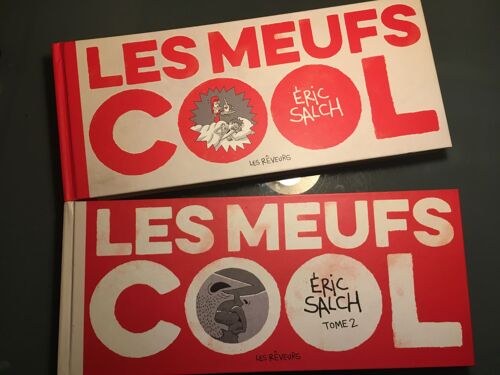 LES MEUFS
COOL
ÉRIC
SALCH
LES RÊVEURS
LES MEUFS
COOL
ÉRIC
SALCH
TOME 2
LES RÊVEURS